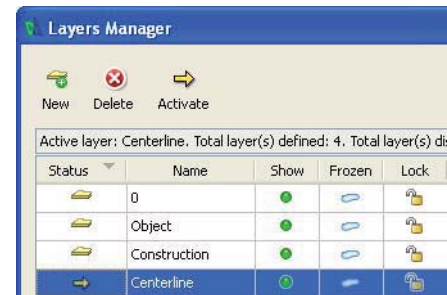 Layers Manager
New Delete Activate
Active layer: Centerline. Total layer(s) defined: 4. Total layer(s) di
Status Name Show Frozen Lock
0
Object
Construction
Centerline